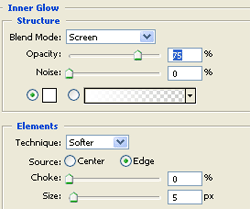 Inner Glow
Structure
Blend Mode: Screen
Opacity: 75 %
Noise: 0 %
Elements
Technique: Softer
Source: Center Edge
Choke: 0 %
Size: 5 px